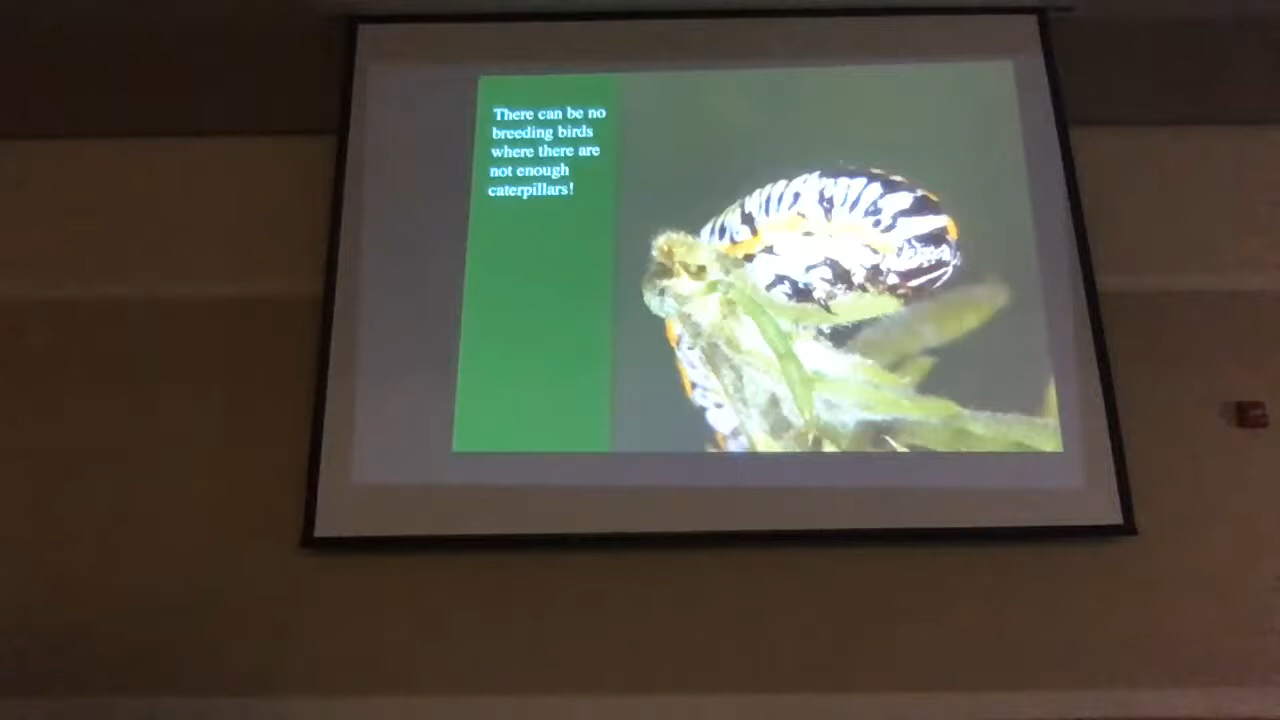 There can be no
breeding birds
where there are
not enough
caterpillars!